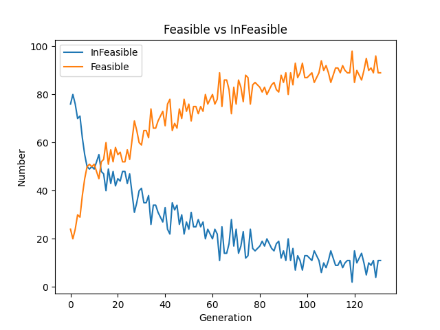 Feasible vs InFeasible
InFeasible
Feasible
100
80
60
40
20
0
Number
0 20 40 60 80 100 120
Generation